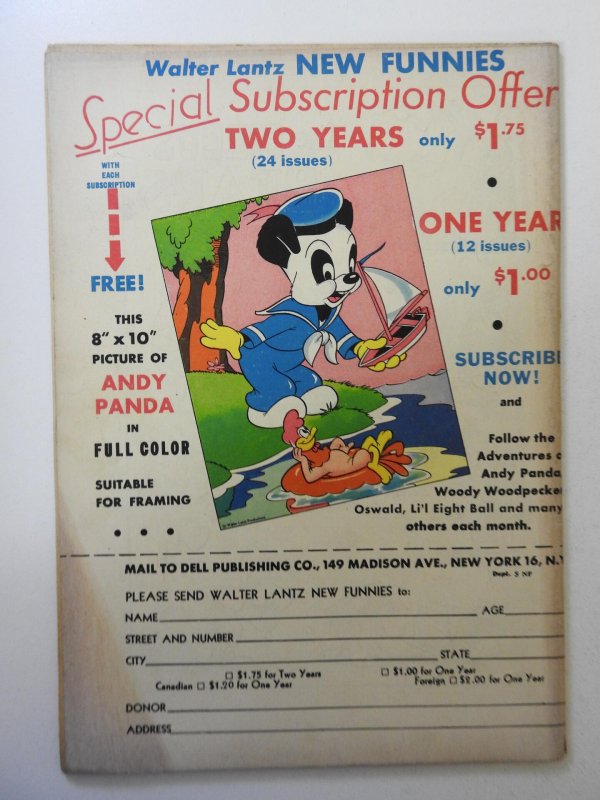 Walter Lantz NEW FUNNIES
Special Subscription Offer
TWO YEARS only $1.75
(24 issues)
WITH
EACH
SUBSCRIPTION
FREE!
THIS
8" x 10"
PICTURE OF
ANDY
PANDA
IN
FULL COLOR
SUITABLE
FOR FRAMING
ONE YEAR
(12 issues)
only $1.00
SUBSCRIB
NOW!
and
Follow the
Adventures
Andy Panda
Woody Woodpecke
Oswald, Li'l Eight Ball and many
others each month.
MAIL TO DELL PUBLISHING CO., 149 MADISON AVE., NEW YORK 16, N.Y
Dept. 5 NF
PLEASE SEND WALTER LANTZ NEW FUNNIES to:
NAME AGE
STREET AND NUMBER
CITY STATE
☐ $1.75 for Two Years ☐ $1.00 for One Year
Canadian ☐ $1.20 for One Year Foreign ☐ $2.00 for One Year
DONOR
ADDRESS